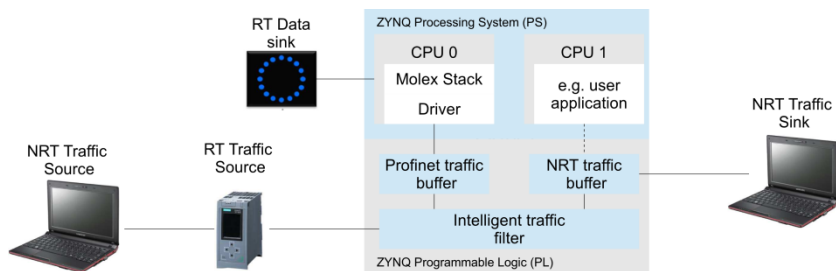 ZYNQ Processing System (PS)
RT Data
sink
CPU 0
Molex Stack
Driver
CPU 1
e.g. user
application
NRT Traffic
Sink
NRT Traffic
Source
RT Traffic
Source
Profinet traffic
buffer
NRT traffic
buffer
Intelligent traffic
filter
ZYNQ Programmable Logic (PL)